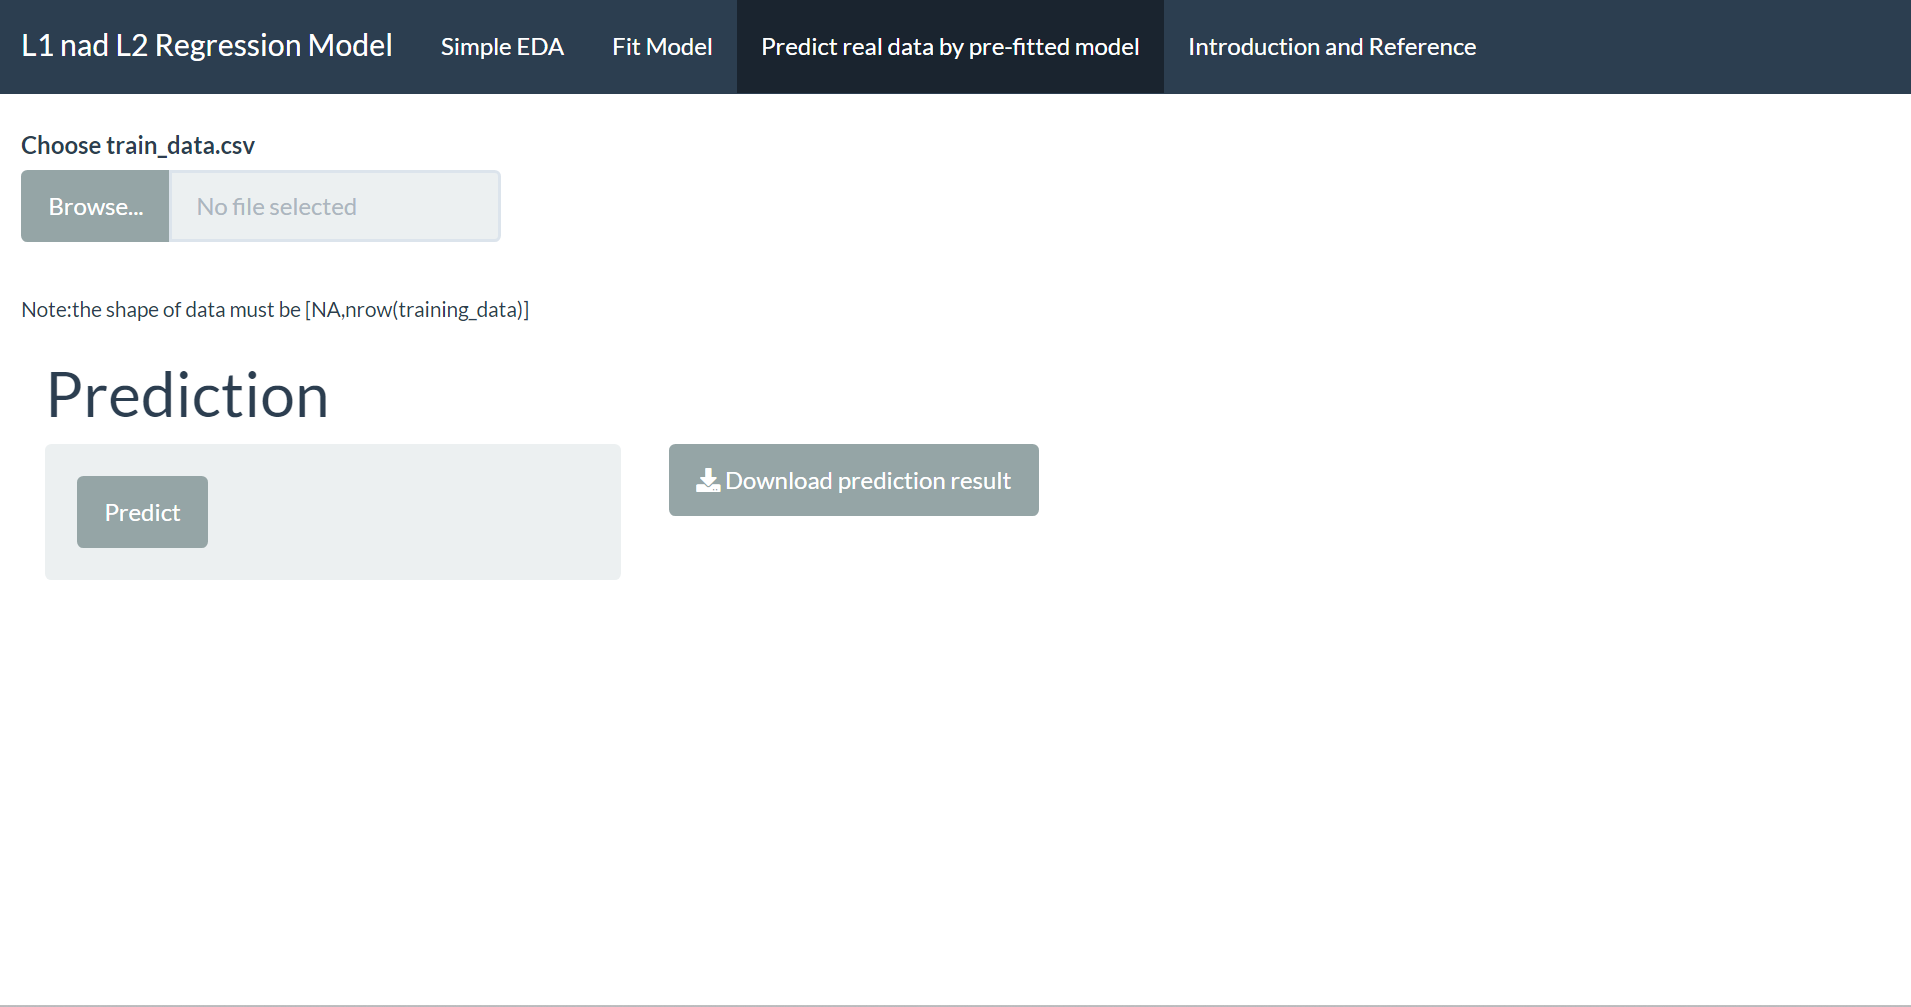 L1 nad L2 Regression Model Simple EDA Fit Model Predict real data by pre-fitted model Introduction and Reference
Choose train_data.csv
Browse... No file selected
Note:the shape of data must be [NA,nrow(training_data)]
Prediction
Predict
Download prediction result